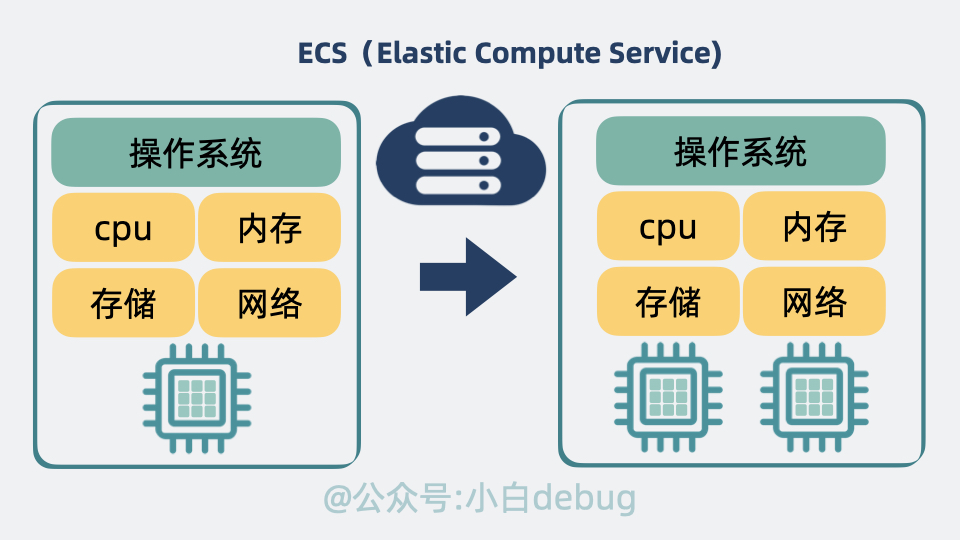 ECS（Elastic Compute Service)
操作系统
cpu
内存
存储
网络
操作系统
cpu
内存
存储
网络
@公众号:小白debug